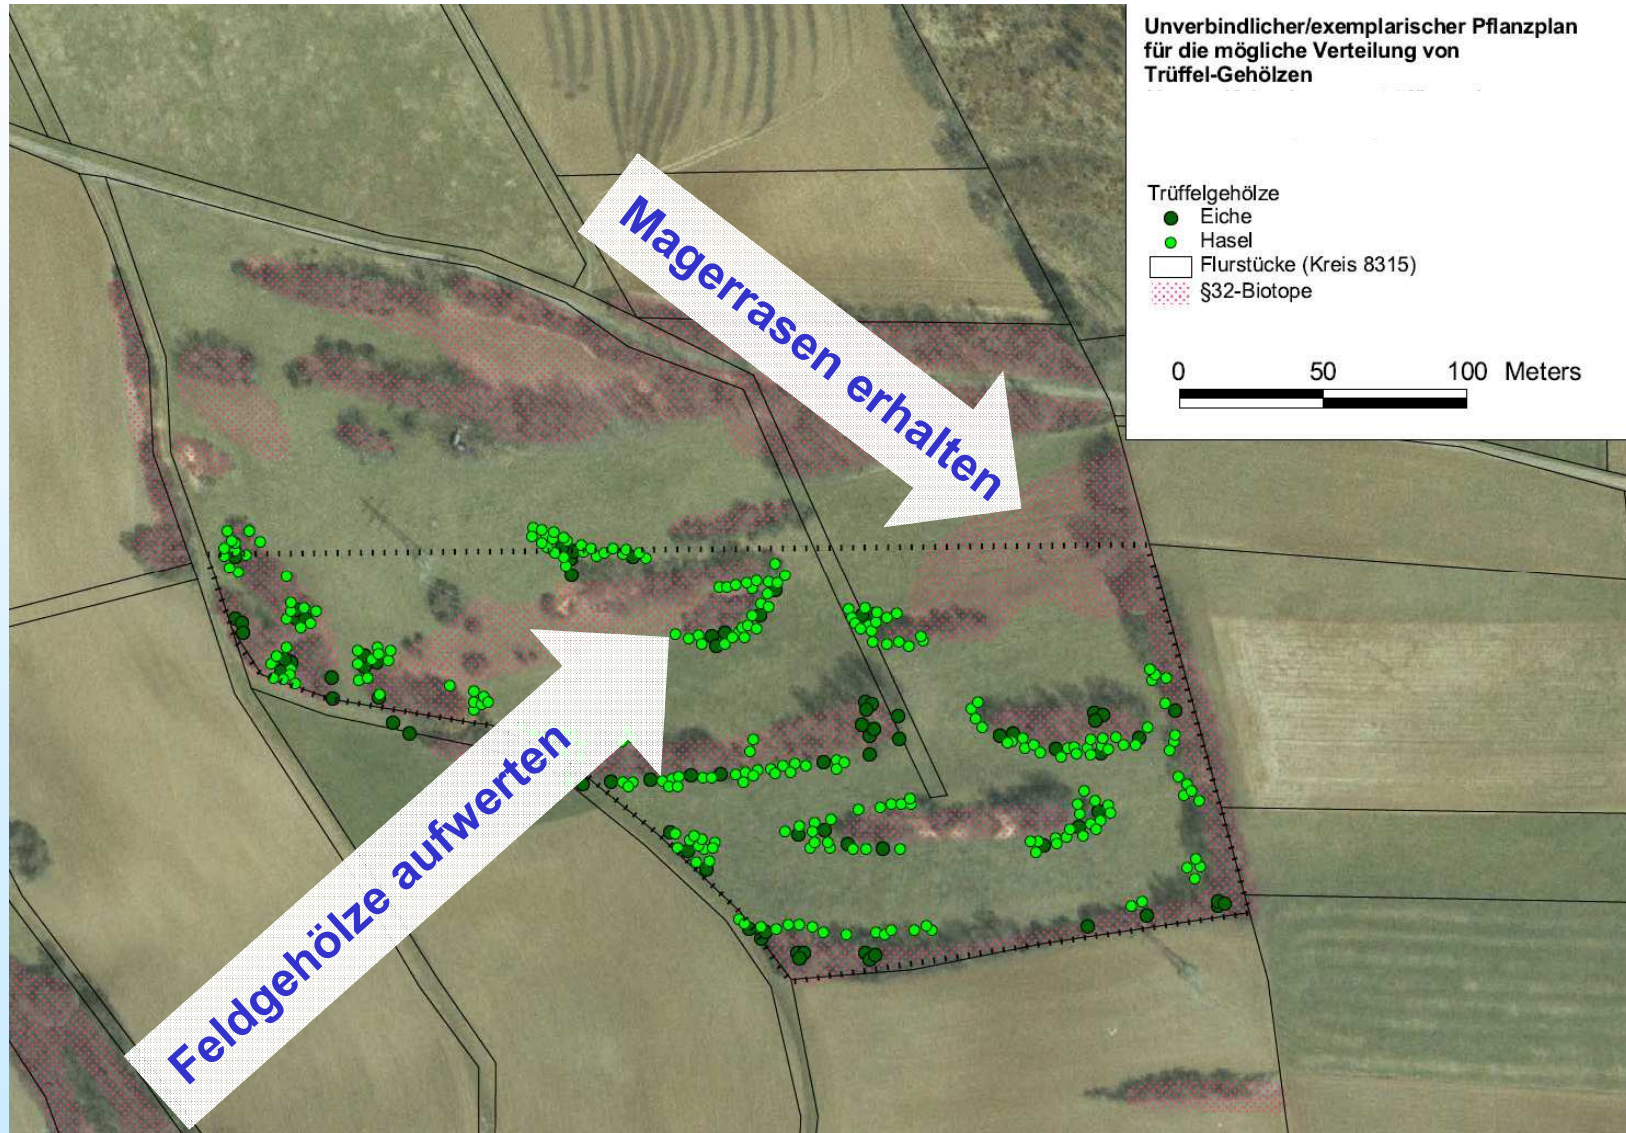 Unverbindlicher/exemplarischer Pflanzplan
für die mögliche Verteilung von
Trüffel-Gehölzen
Trüffelgehölze
Eiche
Hasel
Flurstücke (Kreis 8315)
§32-Biotope
0 50 100 Meters
Magerrasen erhalten
Feldgehölze aufwerten